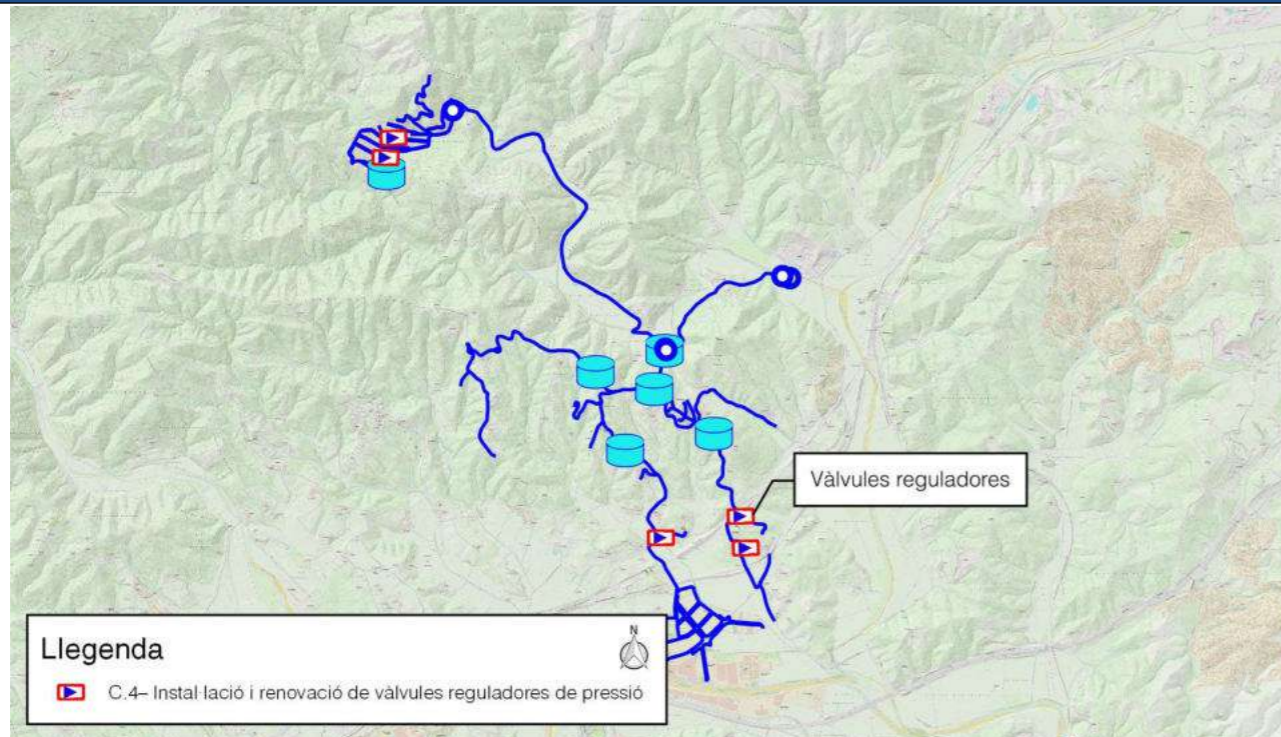 Vàlvules reguladores
Llegenda
N
C.4– Instal·lació i renovació de vàlvules reguladores de pressió